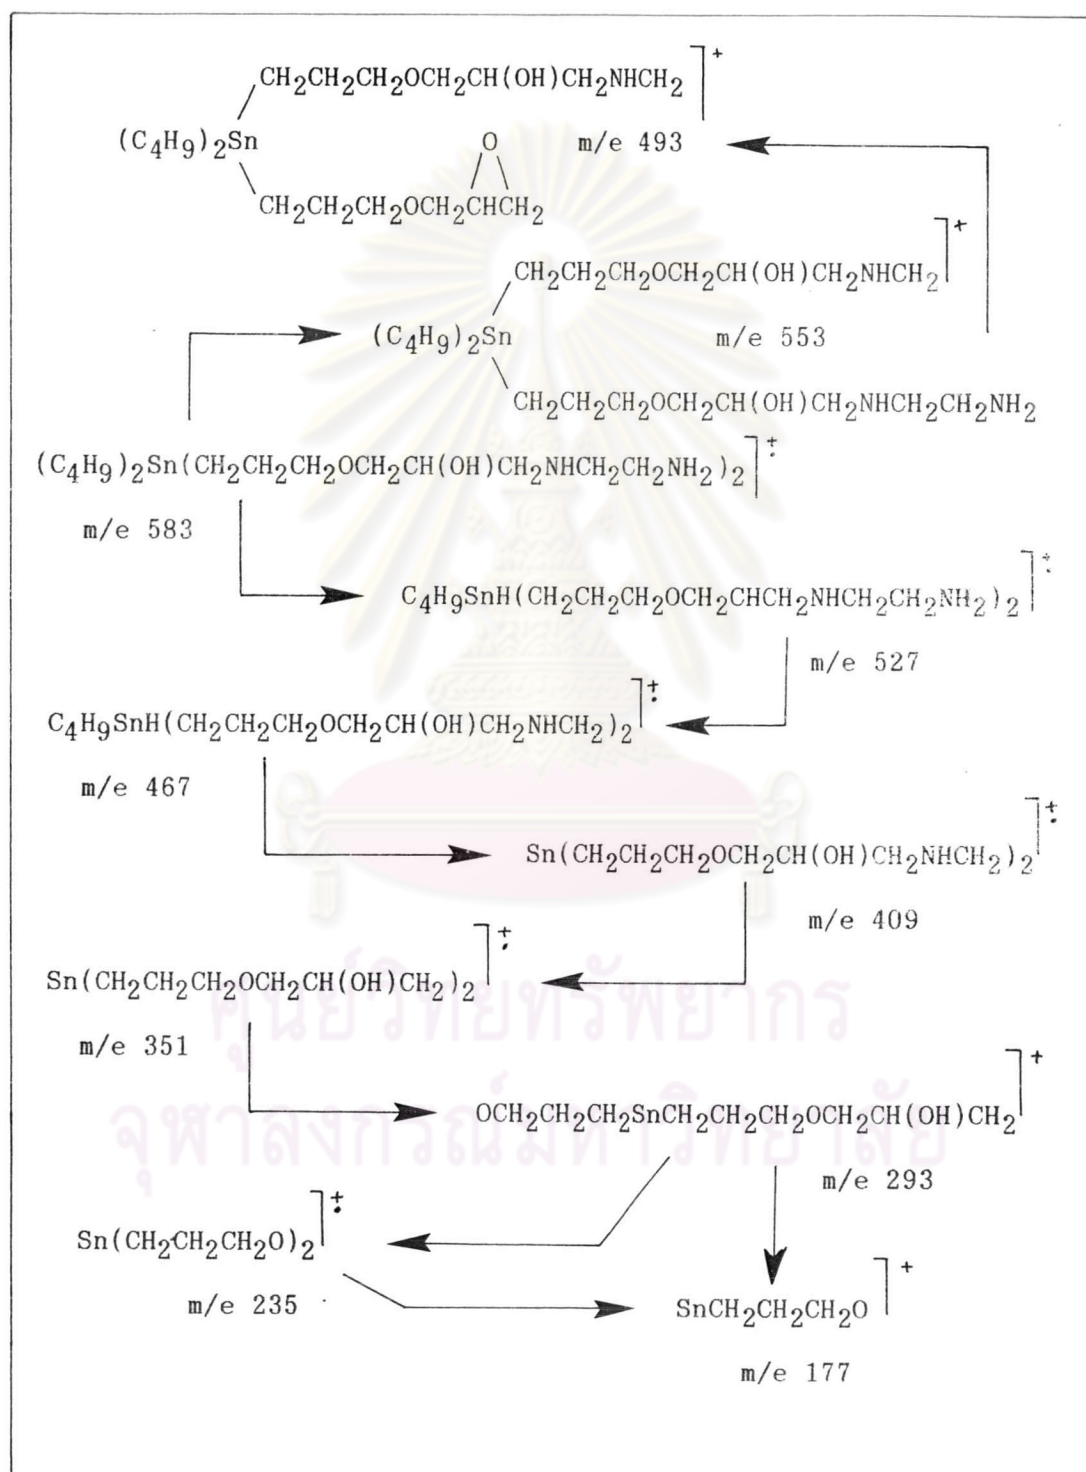 CH₂CH₂CH₂OCH₂CH(OH)CH₂NHCH₂]⁺
(C₄H₉)₂Sn
m/e 493
O
CH₂CH₂CH₂OCH₂CHCH₂
CH₂CH₂CH₂OCH₂CH(OH)CH₂NHCH₂]⁺
(C₄H₉)₂Sn
m/e 553
CH₂CH₂CH₂OCH₂CH(OH)CH₂NHCH₂CH₂NH₂
(C₄H₉)₂Sn(CH₂CH₂CH₂OCH₂CH(OH)CH₂NHCH₂CH₂NH₂)₂]⁺·
m/e 583
C₄H₉SnH(CH₂CH₂CH₂OCH₂CHCH₂NHCH₂CH₂NH₂)₂]⁺·
m/e 527
C₄H₉SnH(CH₂CH₂CH₂OCH₂CH(OH)CH₂NHCH₂)₂]⁺·
m/e 467
Sn(CH₂CH₂CH₂OCH₂CH(OH)CH₂NHCH₂)₂]⁺·
m/e 409
Sn(CH₂CH₂CH₂OCH₂CH(OH)CH₂)₂]⁺·
m/e 351
ศูนย์วิทยทรัพยากร
OCH₂CH₂CH₂SnCH₂CH₂CH₂OCH₂CH(OH)CH₂]⁺
จุฬาลงกรณ์มหาวิทยาลัย
m/e 293
Sn(CH₂CH₂CH₂O)₂]⁺·
m/e 235
SnCH₂CH₂CH₂O]⁺
m/e 177